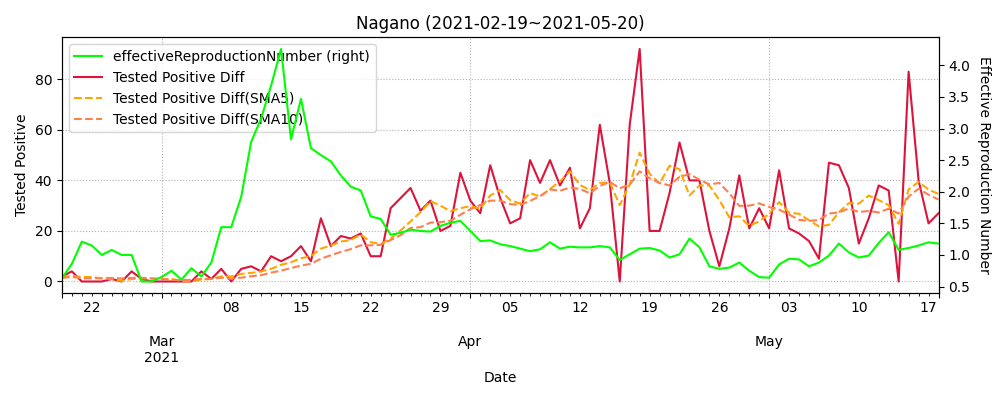 Nagano (2021-02-19~2021-05-20)
effectiveReproductionNumber (right)
Tested Positive Diff
Tested Positive Diff(SMA5)
Tested Positive Diff(SMA10)
Tested Positive
80
60
40
20
0
4.0
3.5
3.0
2.5
2.0
1.5
1.0
0.5
Effective Reproduction Number
22 08 15 22 29 05 12 19 26 03 10 17
Mar Apr May
2021
Date